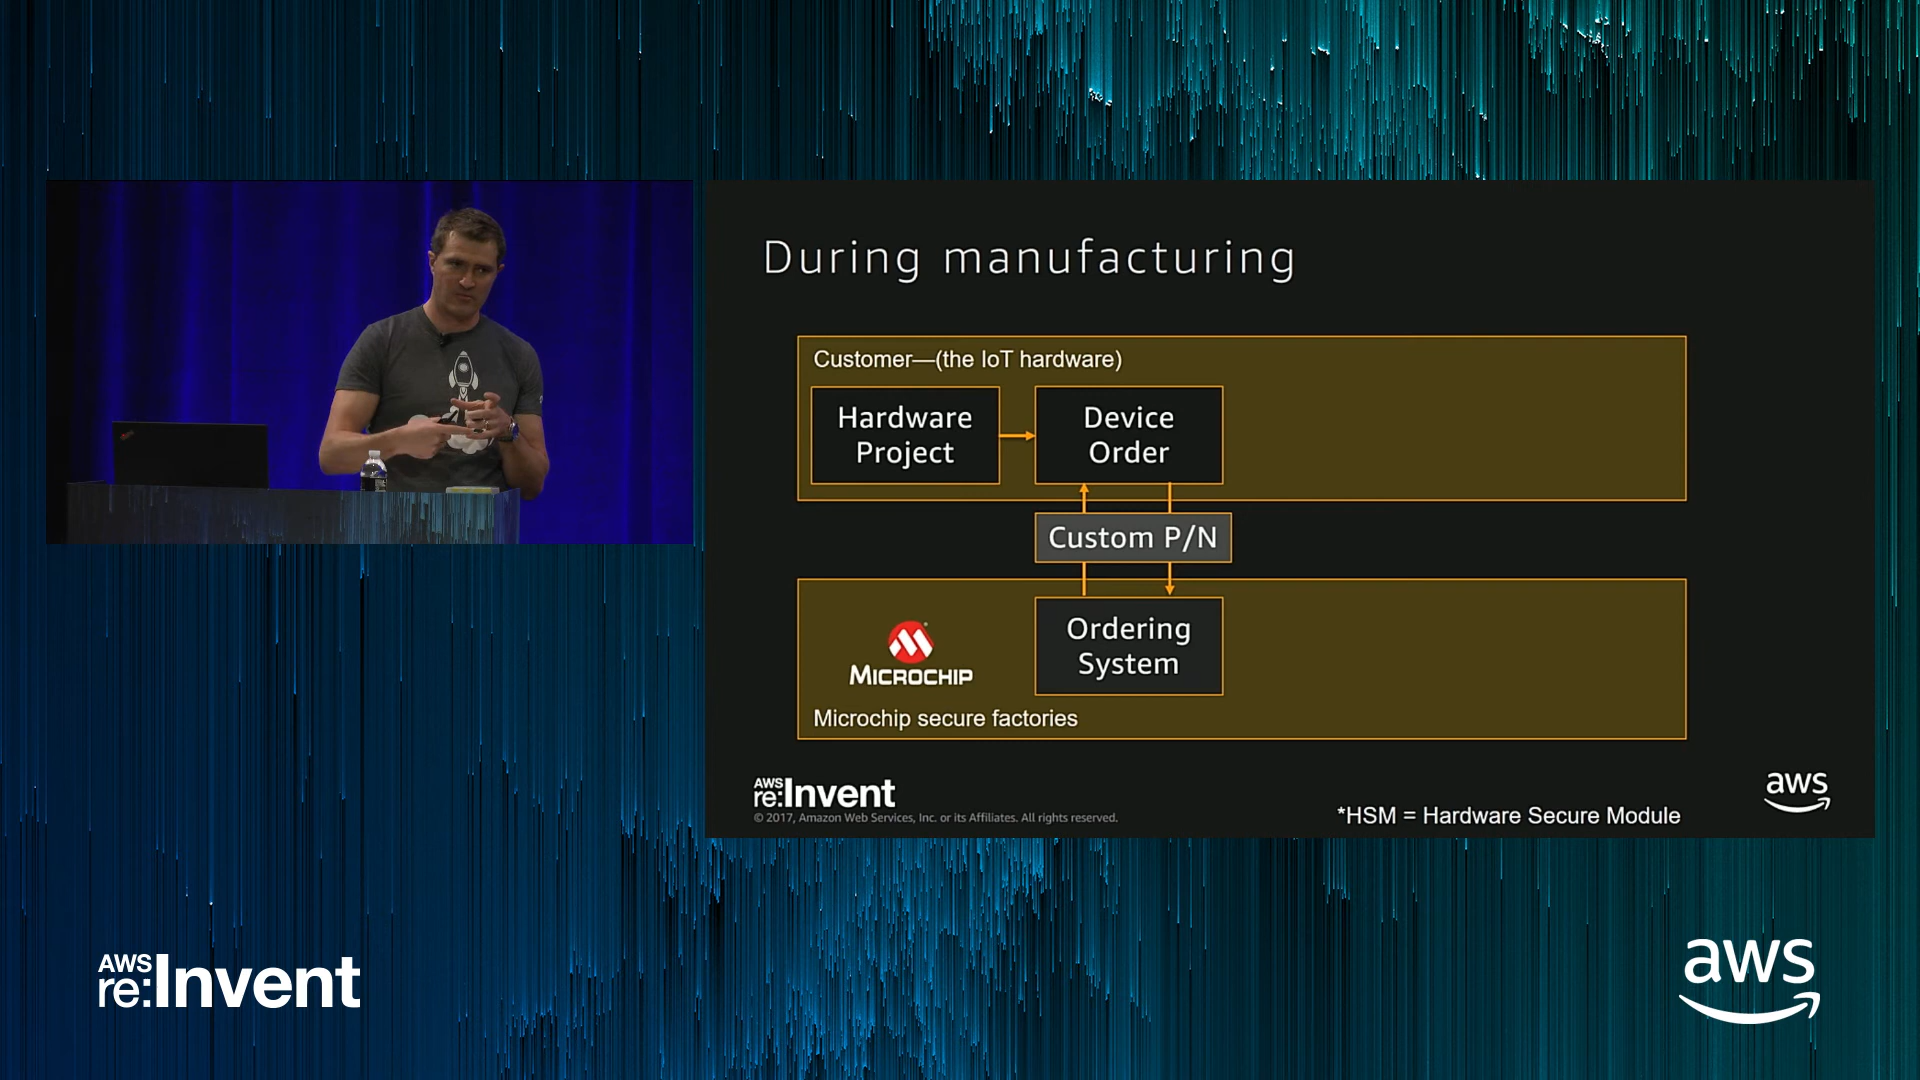 During manufacturing
Customer—(the IoT hardware)
Hardware
Project
Device
Order
Custom P/N
Ordering
System
MICROCHIP
Microchip secure factories
AWS
re:Invent
© 2017, Amazon Web Services, Inc. or its Affiliates. All rights reserved.
*HSM = Hardware Secure Module
aws
AWS
re:Invent
aws